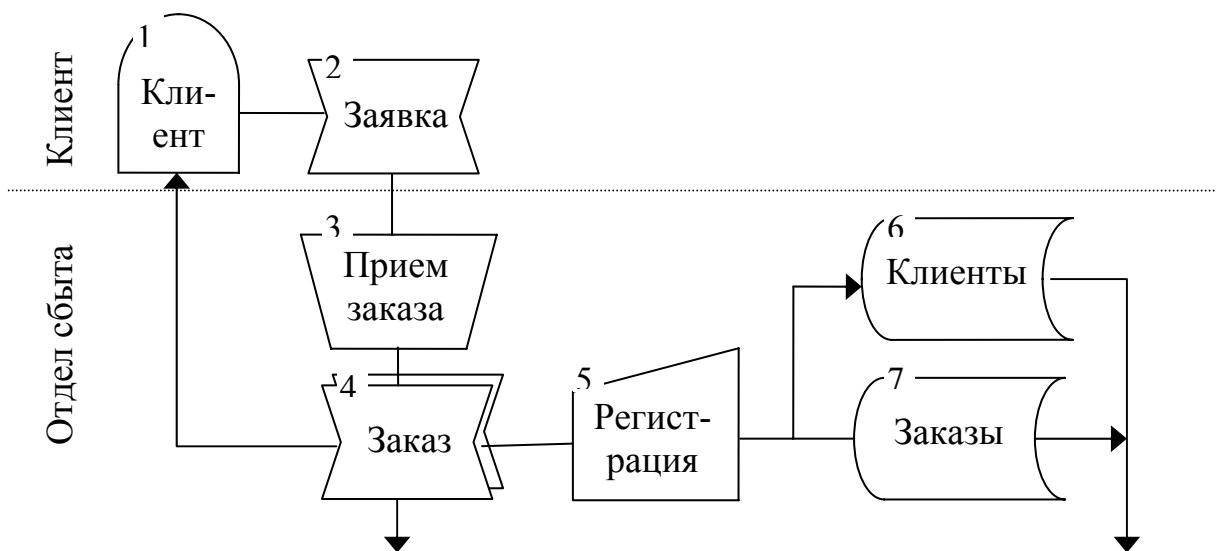 Клиент
1
Кли-
ент
2
Заявка
Отдел сбыта
3
Прием
заказа
4
Заказ
5
Регист-
рация
6
Клиенты
7
Заказы